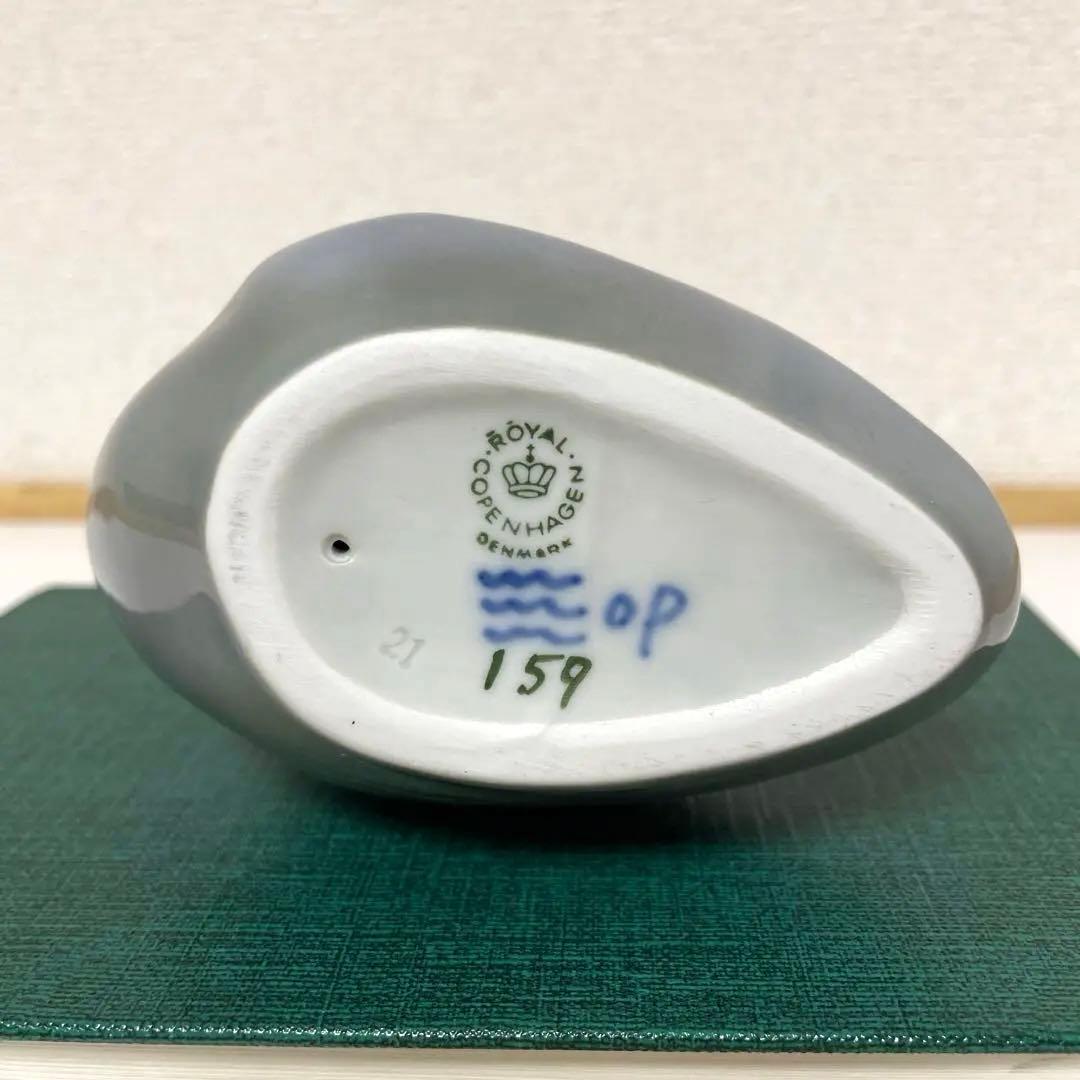 ROYAL
COPENHAGEN
DENMARK
OP
21
159